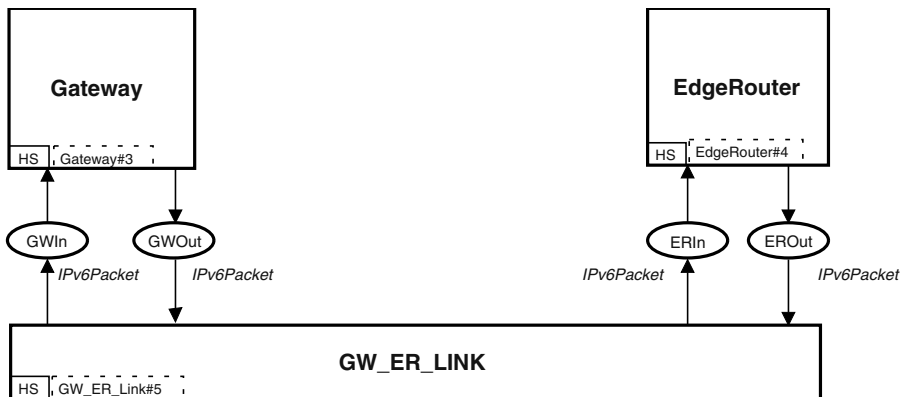 Gateway
EdgeRouter
HS Gateway#3
HS EdgeRouter#4
GWIn GWOut ERIn EROut
IPv6Packet IPv6Packet IPv6Packet IPv6Packet
GW_ER_LINK
HS GW_ER_Link#5